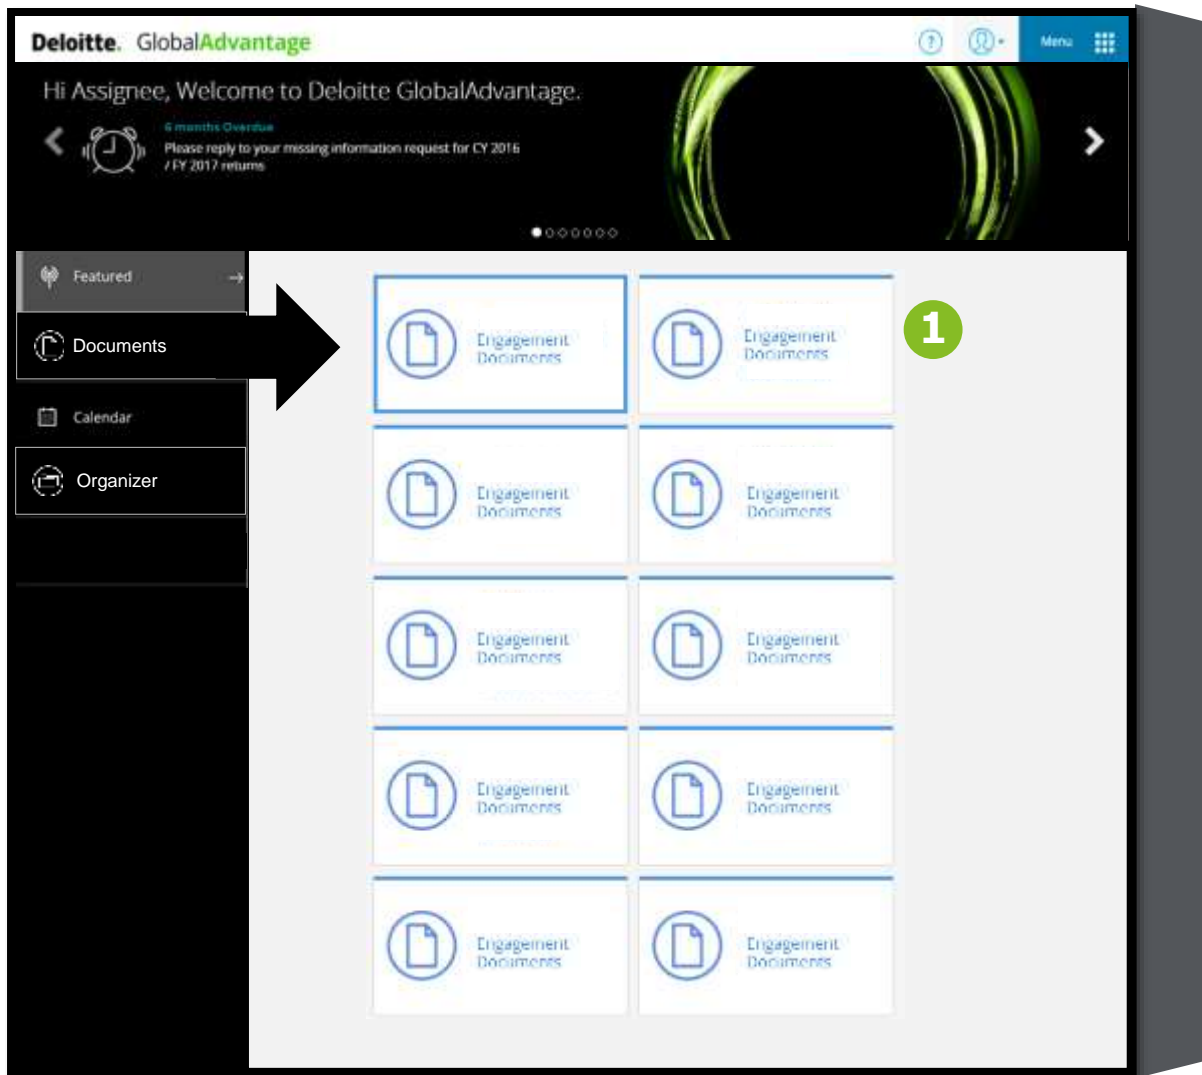 Deloitte. GlobalAdvantage
Menu
Hi Assignee, Welcome to Deloitte GlobalAdvantage.
6 months Overdue
Please reply to your missing information request for CY 2016
/ FY 2017 returns
Featured
Documents
Calendar
Organizer
Engagement
Documents
Engagement
Documents
1
Engagement
Documents
Engagement
Documents
Engagement
Documents
Engagement
Documents
Engagement
Documents
Engagement
Documents
Engagement
Documents
Engagement
Documents